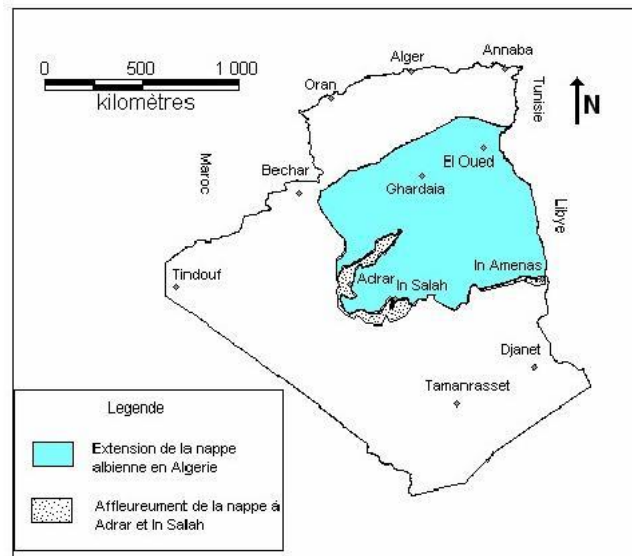 0 500 1 000
kilomètres
Oran
Alger
Annaba
Tunisie
N
Maroc
Bechar
El Oued
Ghardaia
Libye
Tindouf
Adrar
In Salah
In Amenas
Djanet
Tamanrasset
Legende
Extension de la nappe
albienne en Algerie
Affleureument de la nappe à
Adrar et In Salah